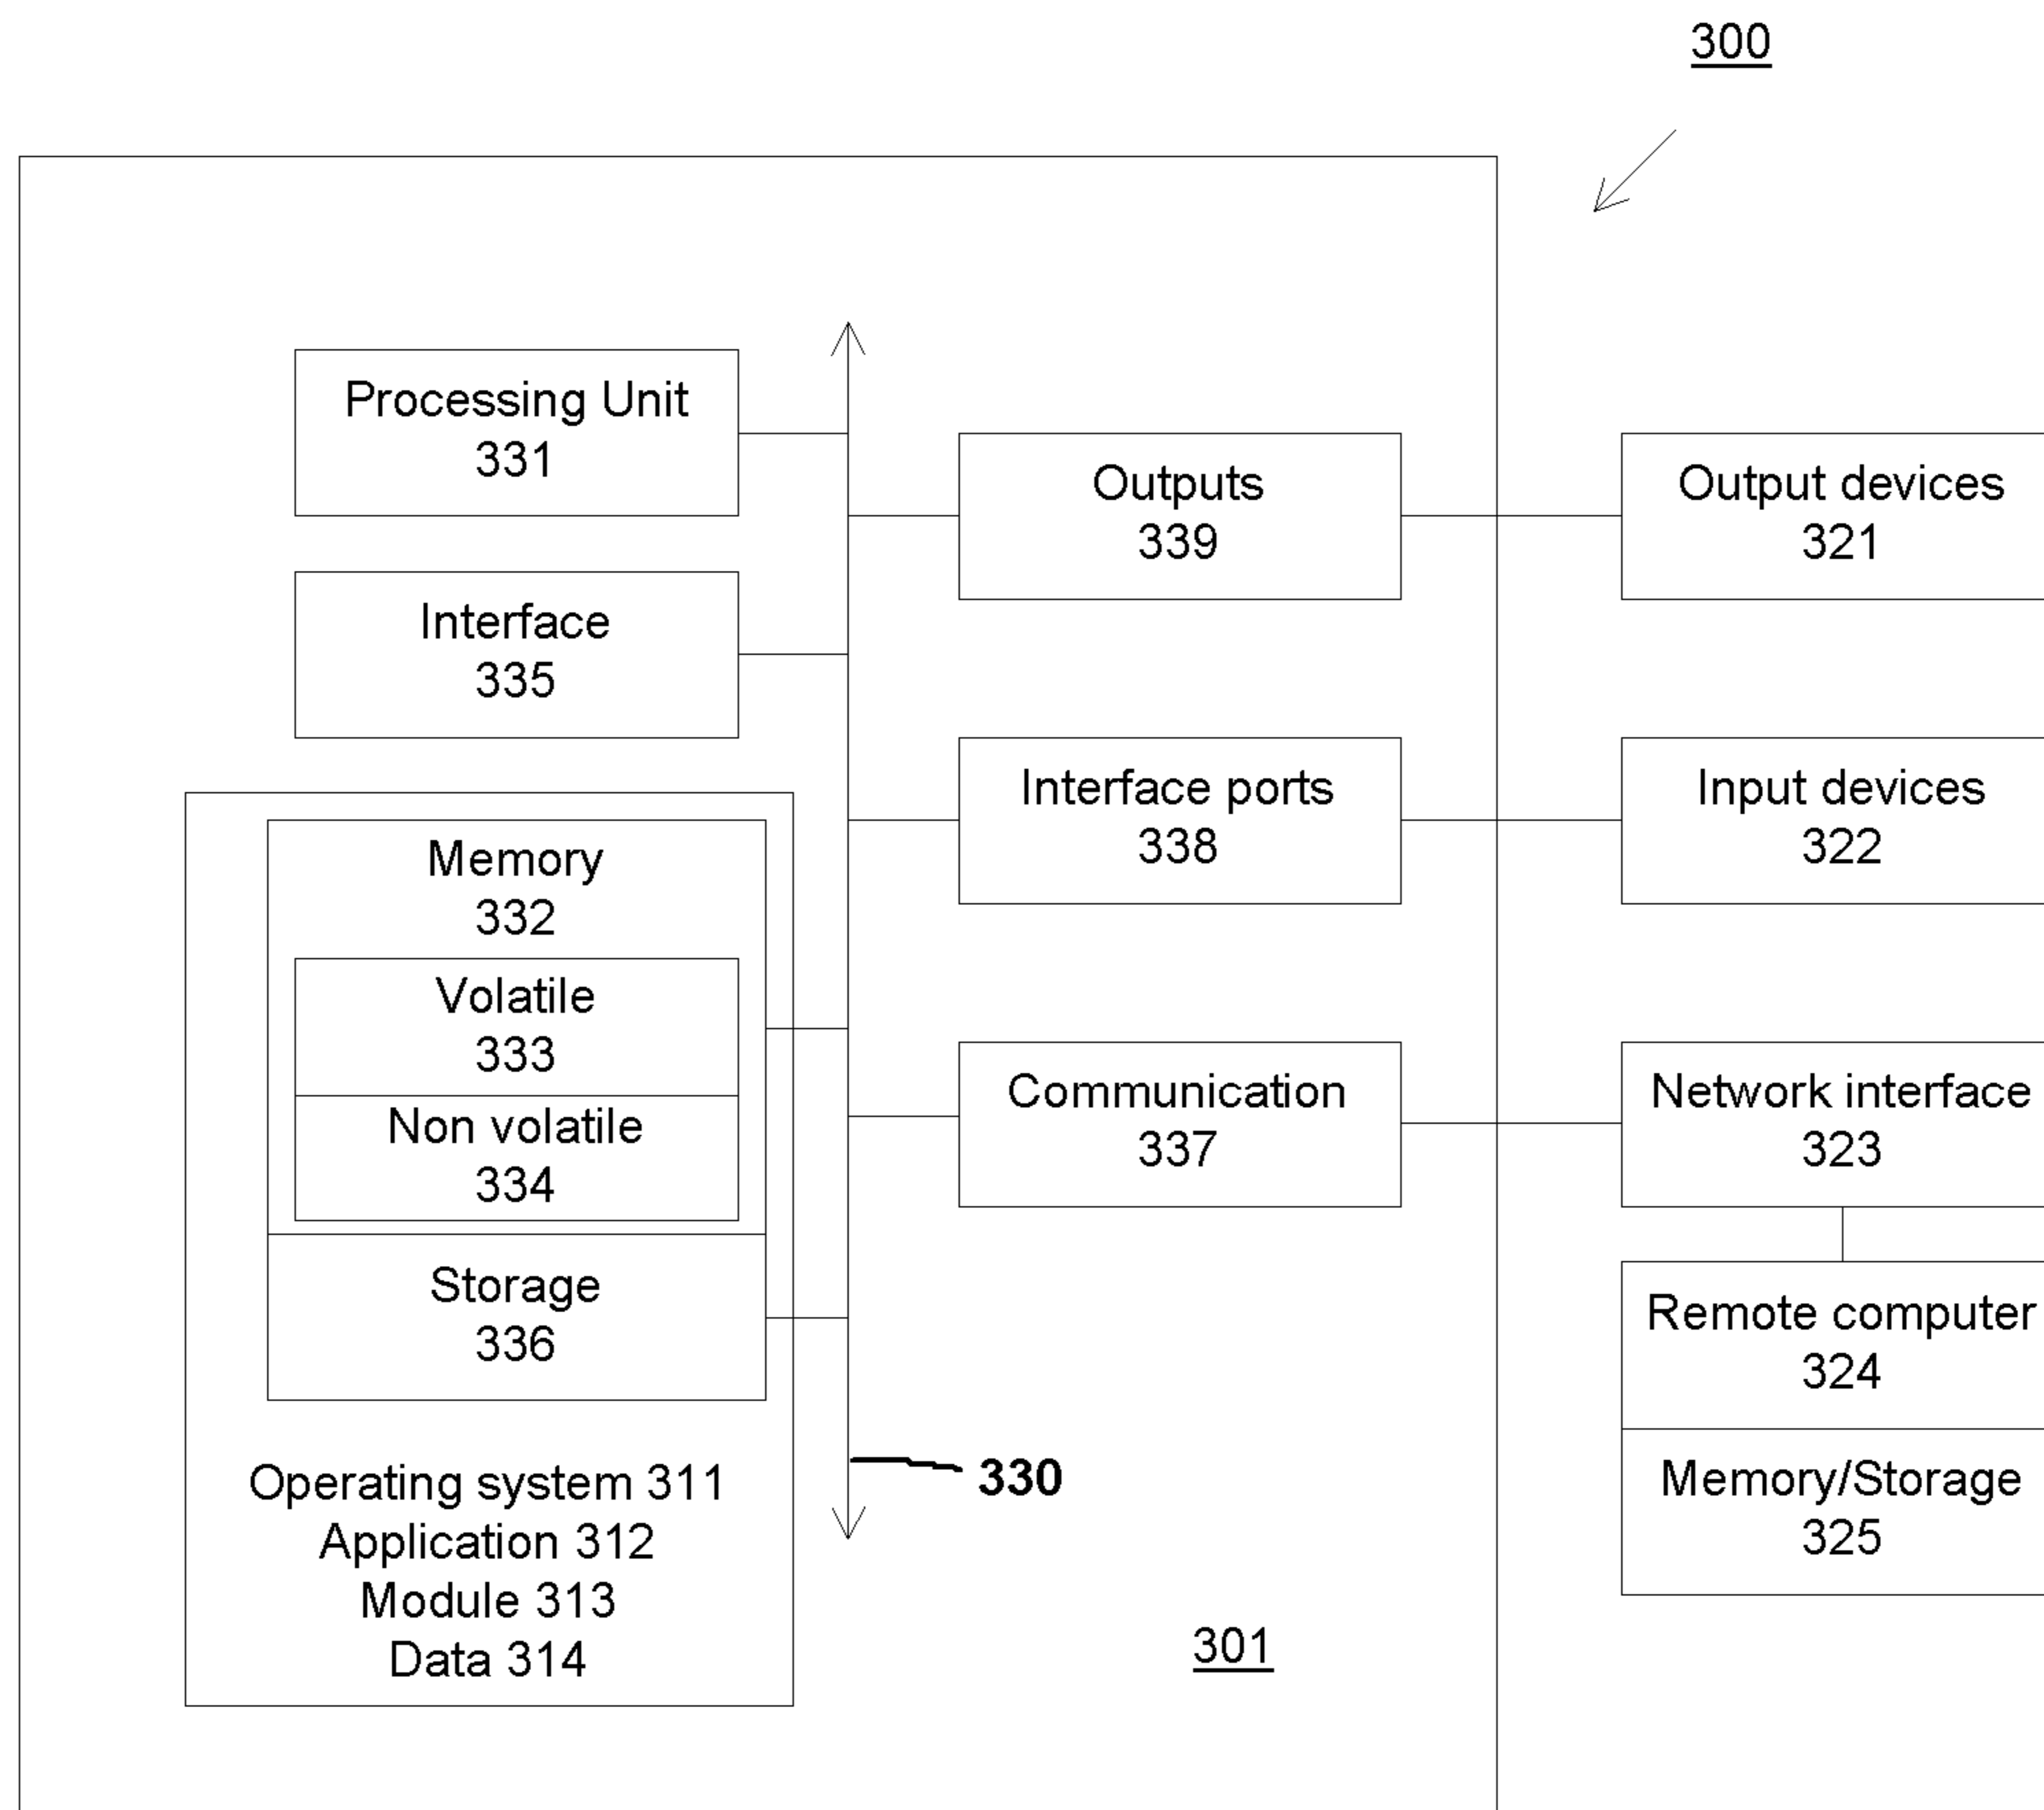 300
Processing Unit
331
Outputs
339
Output devices
321
Interface
335
Interface ports
338
Input devices
322
Memory
332
Volatile
333
Non volatile
334
Communication
337
Network interface
323
Storage
336
Remote computer
324
Memory/Storage
325
330
Operating system 311
Application 312
Module 313
Data 314
301